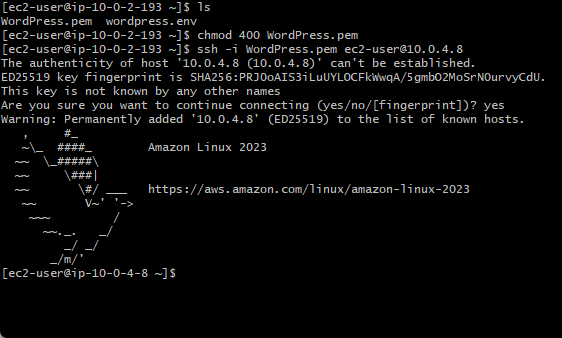 [ec2-user@ip-10-0-2-193 ~]$ ls
WordPress.pem  wordpress.env
[ec2-user@ip-10-0-2-193 ~]$ chmod 400 WordPress.pem
[ec2-user@ip-10-0-2-193 ~]$ ssh -i WordPress.pem ec2-user@10.0.4.8
The authenticity of host '10.0.4.8 (10.0.4.8)' can't be established.
ED25519 key fingerprint is SHA256:PRJ0oAIS3iLuUYLOCFkWwqA/5gmbO2MoSrNOurvyCdU.
This key is not known by any other names
Are you sure you want to continue connecting (yes/no/[fingerprint])? yes
Warning: Permanently added '10.0.4.8' (ED25519) to the list of known hosts.
   ,     #_
   ~\_  ####_        Amazon Linux 2023
  ~~  \_#####\
  ~~     \###|
  ~~       \#/ ___   https://aws.amazon.com/linux/amazon-linux-2023
   ~~       V~' '->
    ~~~         /
      ~~._.   _/
         _/ _/
       _/m/'
[ec2-user@ip-10-0-4-8 ~]$